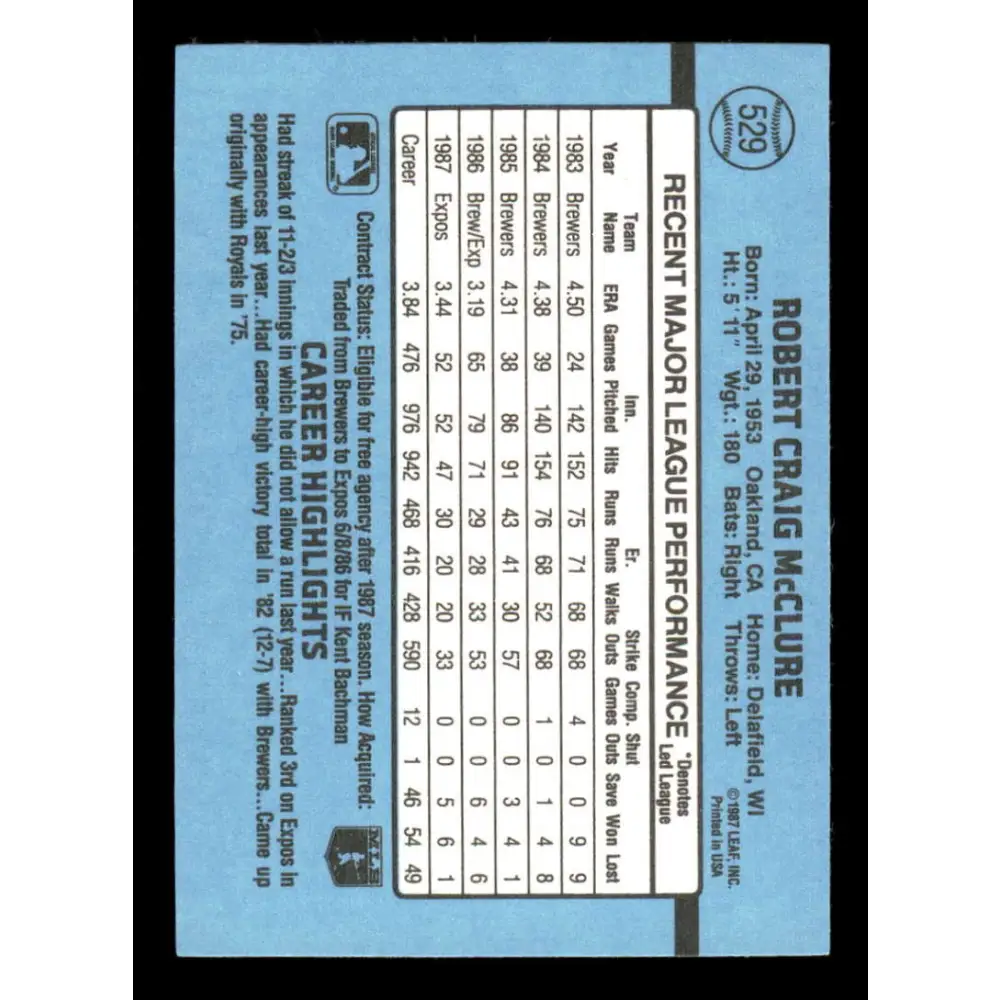 529
ROBERT CRAIG McCLURE
Born: April 29, 1953 Oakland, CA Home: Delafield, WI
Ht.: 5'11" Wgt.: 180 Bats: Right Throws: Left
©1987 LEAF, INC.
Printed in USA
RECENT MAJOR LEAGUE PERFORMANCE *Denotes
Led League
Team Inn. Er. Strike Comp. Shut
Year Name ERA Games Pitched Hits Runs Runs Walks Outs Games Outs Save Won Lost
1983 Brewers 4.50 24 142 152 75 71 68 68 4 0 0 9 9
1984 Brewers 4.38 39 140 154 76 68 52 68 1 0 1 4 8
1985 Brewers 4.31 38 86 91 43 41 30 57 0 0 3 4 1
1986 Brew/Exp 3.19 65 79 71 29 28 33 53 0 0 6 4 6
1987 Expos 3.44 52 52 47 30 20 20 33 0 0 5 6 1
Career 3.84 476 976 942 468 416 428 590 12 1 46 54 49
Contract Status: Eligible for free agency after 1987 season. How Acquired:
Traded from Brewers to Expos 6/8/86 for IF Kent Bachman
MLB
CAREER HIGHLIGHTS
Had streak of 11-2/3 innings in which he did not allow a run last year...Ranked 3rd on Expos in
appearances last year...Had career-high victory total in '82 (12-7) with Brewers...Came up
originally with Royals in '75.